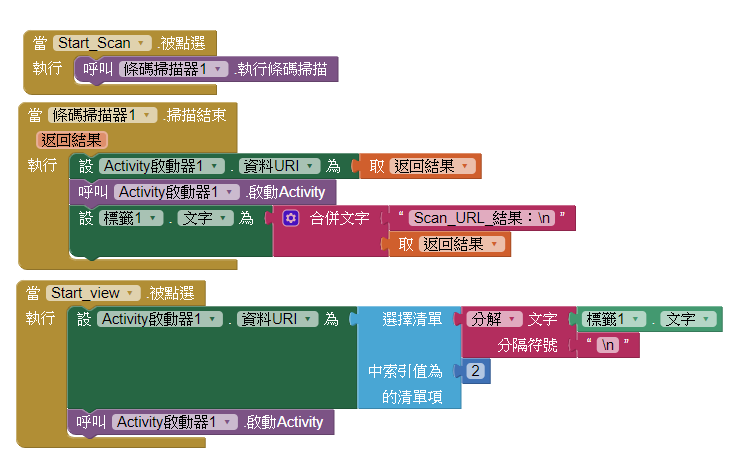 當 Start_Scan .被點選
執行 呼叫 條碼掃描器1 .執行條碼掃描
當 條碼掃描器1 .掃描結束
返回結果
執行 設 Activity啟動器1 . 資料URI 為 取 返回結果
呼叫 Activity啟動器1 .啟動Activity
設 標籤1 . 文字 為 合併文字 “ Scan_URL_結果：\n ”
取 返回結果
當 Start_view .被點選
執行 設 Activity啟動器1 . 資料URI 為 選擇清單 分解 文字 標籤1 . 文字
分隔符號 “ \n ”
中索引值為 2
的清單項
呼叫 Activity啟動器1 .啟動Activity